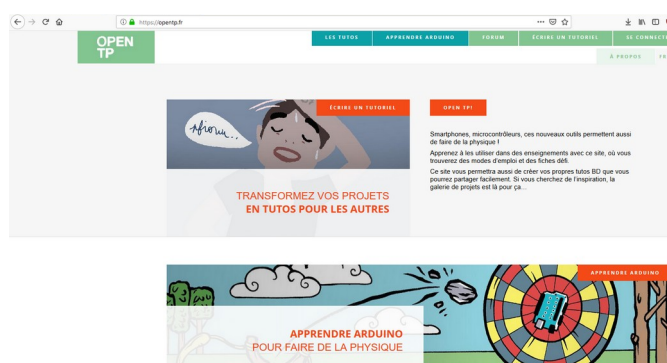 https://opentp.fr
OPEN
TP
LES TUTOS
APPRENDRE ARDUINO
FORUM
ÉCRIRE UN TUTORIEL
SE CONNECT
À PROPOS
FR
ÉCRIRE UN TUTORIEL
TRANSFORMEZ VOS PROJETS
EN TUTOS POUR LES AUTRES
OPEN TP!
Smartphones, microcontrôleurs, ces nouveaux outils permettent aussi
de faire de la physique !
Apprenez à les utiliser dans des enseignements avec ce site, où vous
trouverez des modes d'emploi et des fiches défi.
Ce site vous permettra aussi de créer vos propres tutos BD que vous
pourrez partager facilement. Si vous cherchez de l'inspiration, la
galerie de projets est là pour ça...
APPRENDRE ARDUINO
APPRENDRE ARDUINO
POUR FAIRE DE LA PHYSIQUE